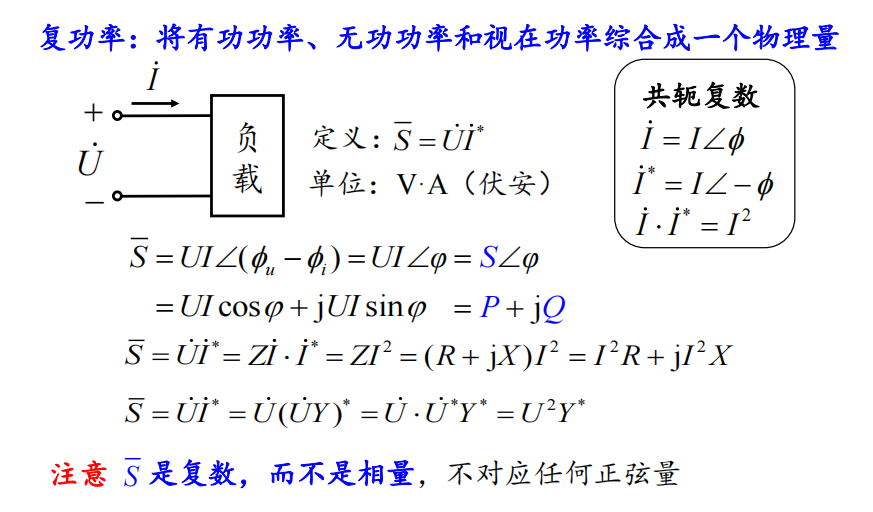 复功率：将有功功率、无功功率和视在功率综合成一个物理量
İ
+
U̇
−
负
载
定义：S̅ = U̇İ*
单位：V·A（伏安）
共轭复数
İ = I∠ϕ
İ* = I∠−ϕ
İ·İ* = I²
S̅ = UI∠(ϕᵤ − ϕᵢ) = UI∠φ = S∠φ
= UI cosφ + jUI sinφ = P + jQ
S̅ = U̇İ* = Zİ·İ* = ZI² = (R + jX)I² = I²R + jI²X
S̅ = U̇İ* = U̇(U̇Y)* = U̇·U̇*Y* = U²Y*
注意 S̅ 是复数，而不是相量，不对应任何正弦量